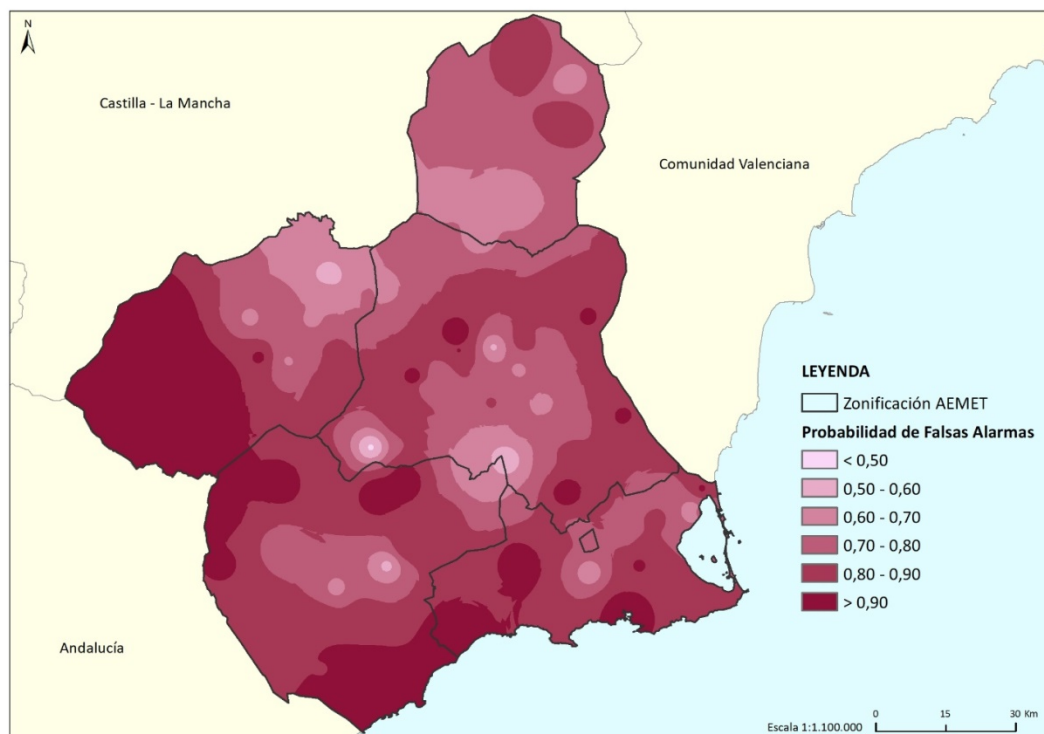 N
Castilla - La Mancha
Comunidad Valenciana
LEYENDA
Zonificación AEMET
Probabilidad de Falsas Alarmas
< 0,50
0,50 - 0,60
0,60 - 0,70
0,70 - 0,80
0,80 - 0,90
> 0,90
Andalucía
Escala 1:1.100.000
0 15 30 Km